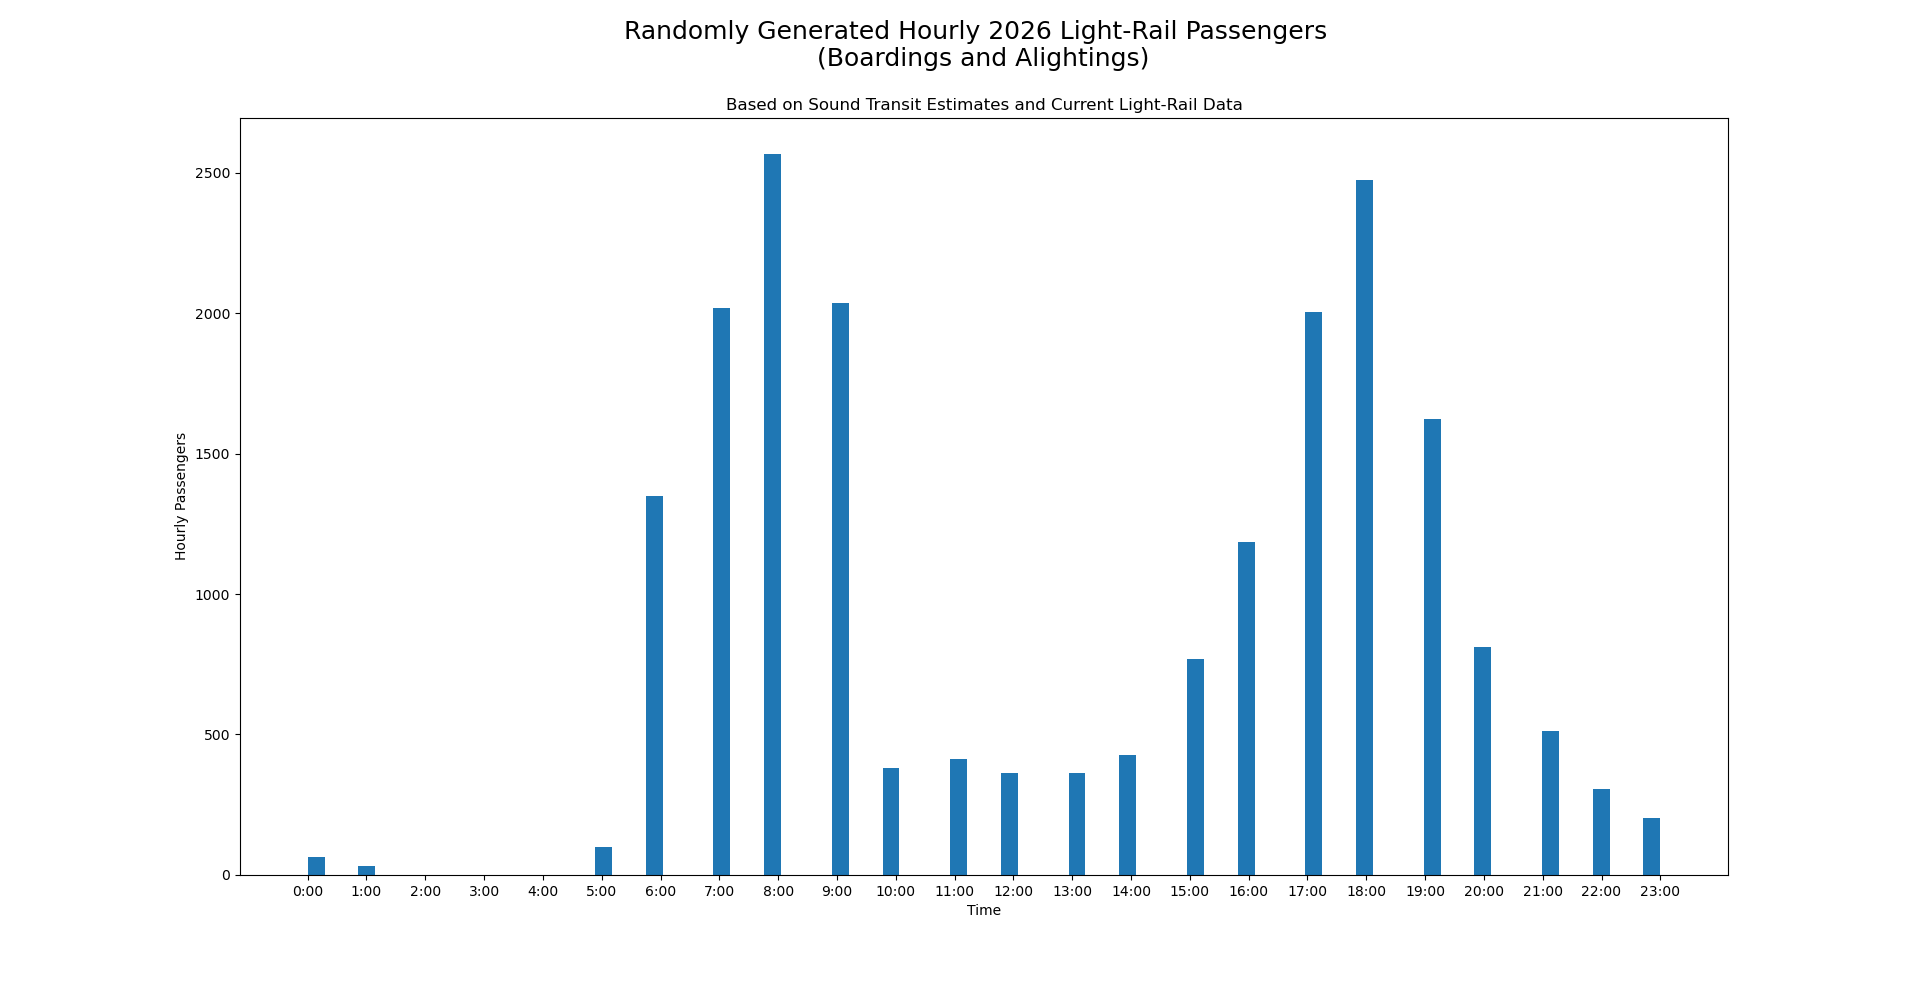 Randomly Generated Hourly 2026 Light-Rail Passengers
(Boardings and Alightings)
Based on Sound Transit Estimates and Current Light-Rail Data
2500
2000
1500
1000
500
0
Hourly Passengers
0:00 1:00 2:00 3:00 4:00 5:00 6:00 7:00 8:00 9:00 10:00 11:00 12:00 13:00 14:00 15:00 16:00 17:00 18:00 19:00 20:00 21:00 22:00 23:00
Time